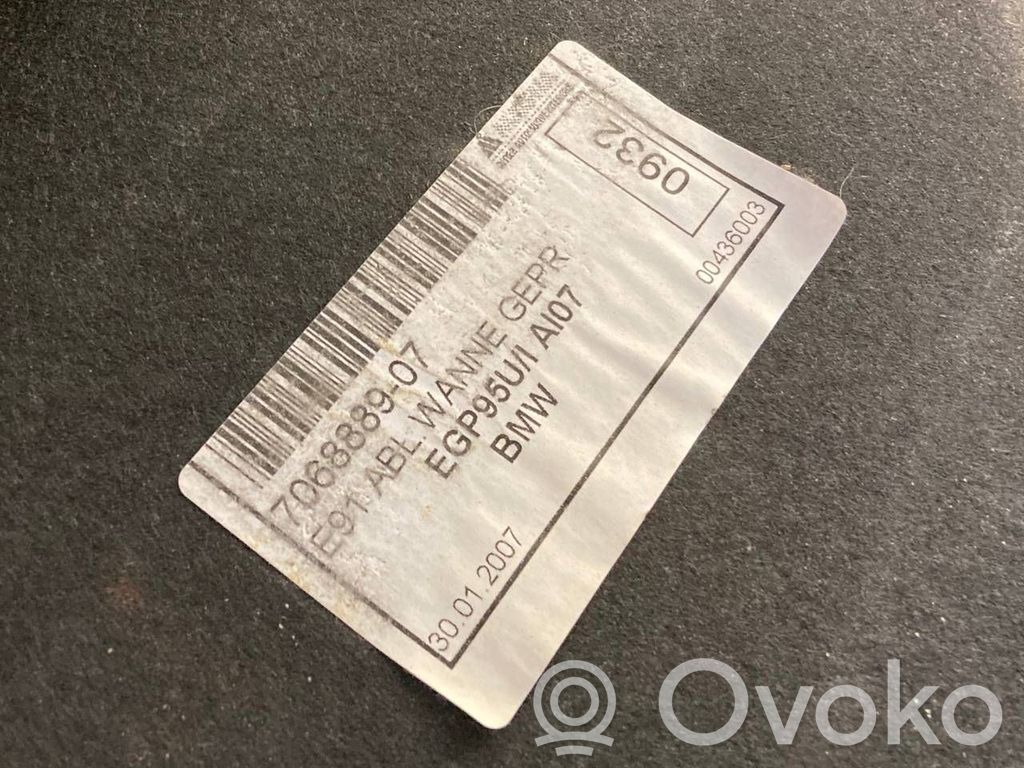 7068889-07
E91 ABL.WANNE GEPR
EGP95U/I AI07
BMW
30.01.2007
00436003
0932
Ovoko